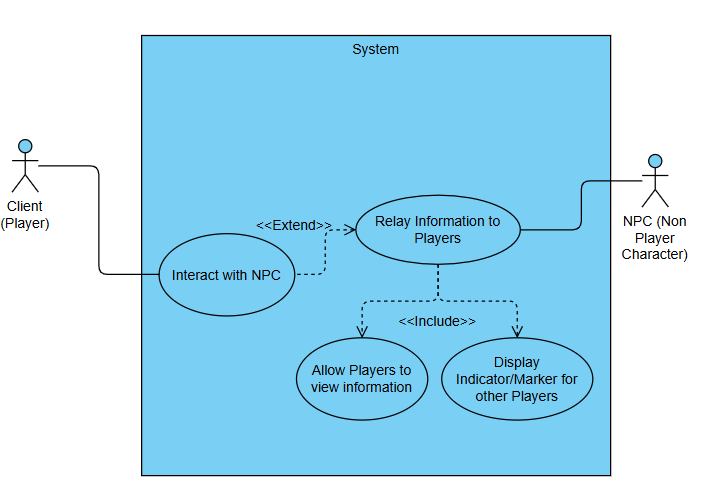 System
Client
(Player)
NPC (Non
Player
Character)
<<Extend>>
Relay Information to
Players
Interact with NPC
<<Include>>
Allow Players to
view information
Display
Indicator/Marker for
other Players